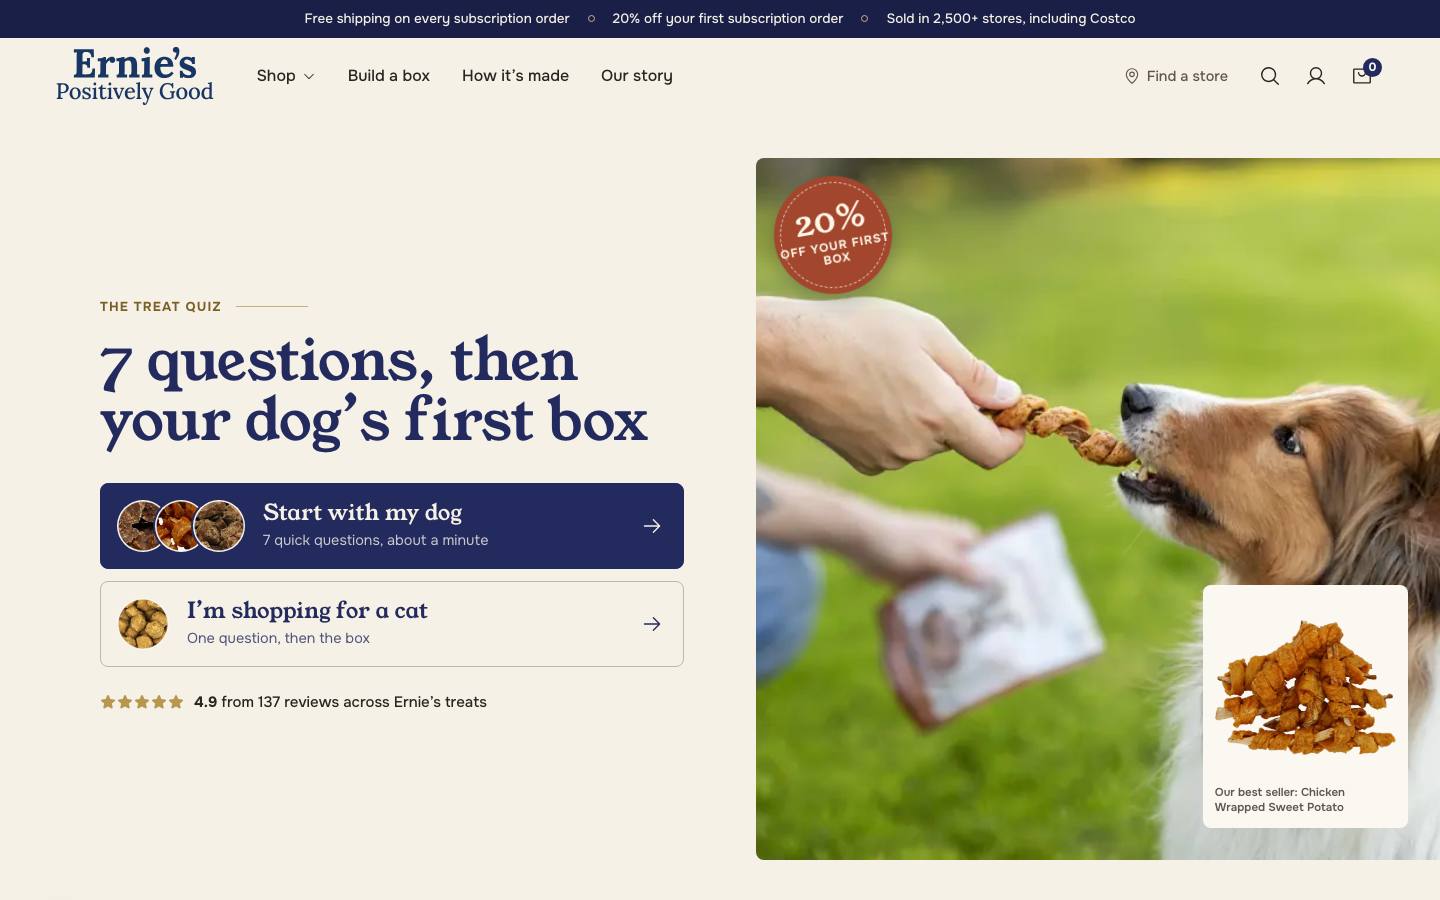 Free shipping on every subscription order
20% off your first subscription order
Sold in 2,500+ stores, including Costco
Ernie’s
Positively Good
Shop
Build a box
How it’s made
Our story
Find a store
0
20%
OFF YOUR FIRST
BOX
THE TREAT QUIZ
7 questions, then
your dog’s first box
Start with my dog
7 quick questions, about a minute
I’m shopping for a cat
One question, then the box
4.9 from 137 reviews across Ernie’s treats
Our best seller: Chicken
Wrapped Sweet Potato